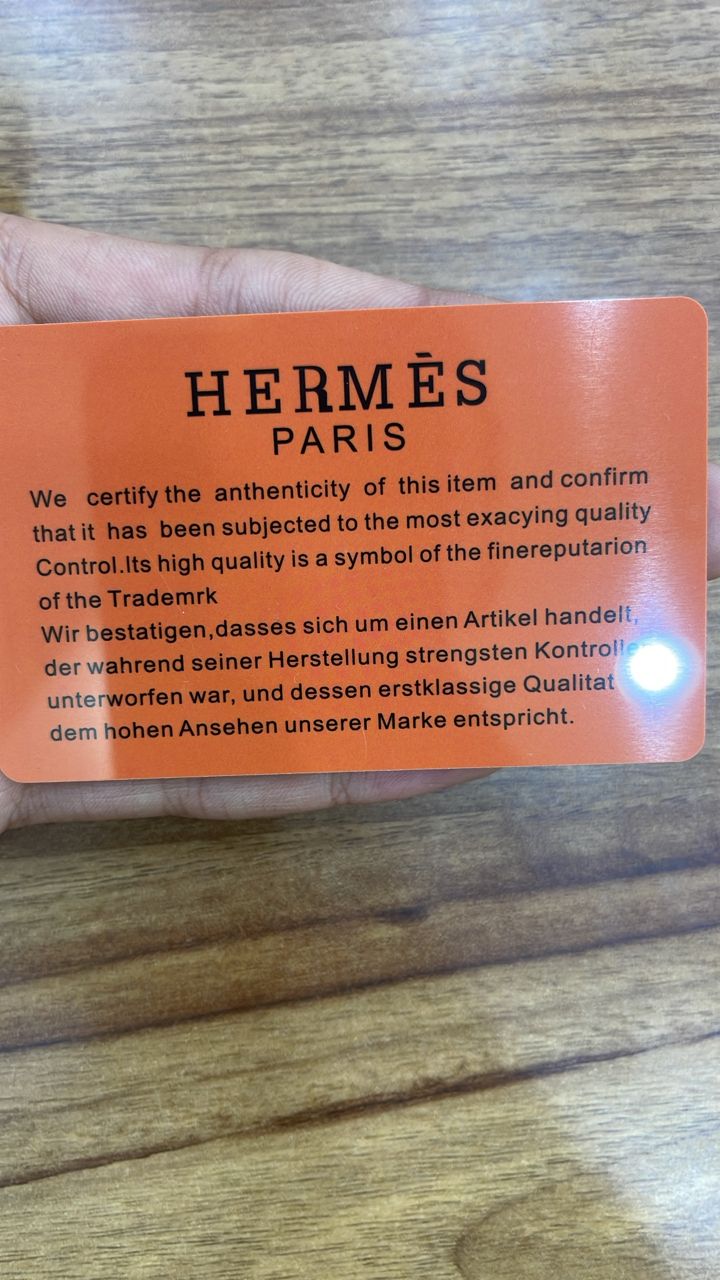 HERMÈS
PARIS
We certify the anthenticity of this item and confirm
that it has been subjected to the most exacying quality
Control.Its high quality is a symbol of the finereputarion
of the Trademrk
Wir bestatigen,dasses sich um einen Artikel handelt,
der wahrend seiner Herstellung strengsten
unterworfen war, und dessen erstklassige Qualitat
dem hohen Ansehen unserer Marke entspricht.